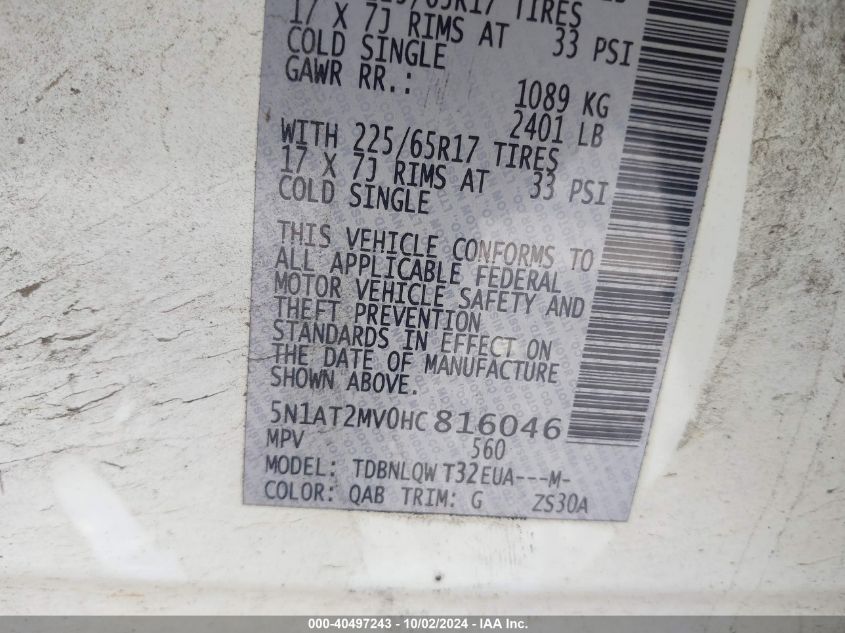 225/65R17 TIRES
17 X 7J RIMS AT 33 PSI
COLD SINGLE
GAWR RR.: 1089 KG
2401 LB
WITH 225/65R17 TIRES
17 X 7J RIMS AT 33 PSI
COLD SINGLE
THIS VEHICLE CONFORMS TO
ALL APPLICABLE FEDERAL
MOTOR VEHICLE SAFETY AND
THEFT PREVENTION
STANDARDS IN EFFECT ON
THE DATE OF MANUFACTURE
SHOWN ABOVE.
5N1AT2MV0HC816046
MPV 560
MODEL: TDBNLQW T32EUA---M-
COLOR: QAB TRIM: G ZS30A
000-40497243 - 10/02/2024 - IAA Inc.